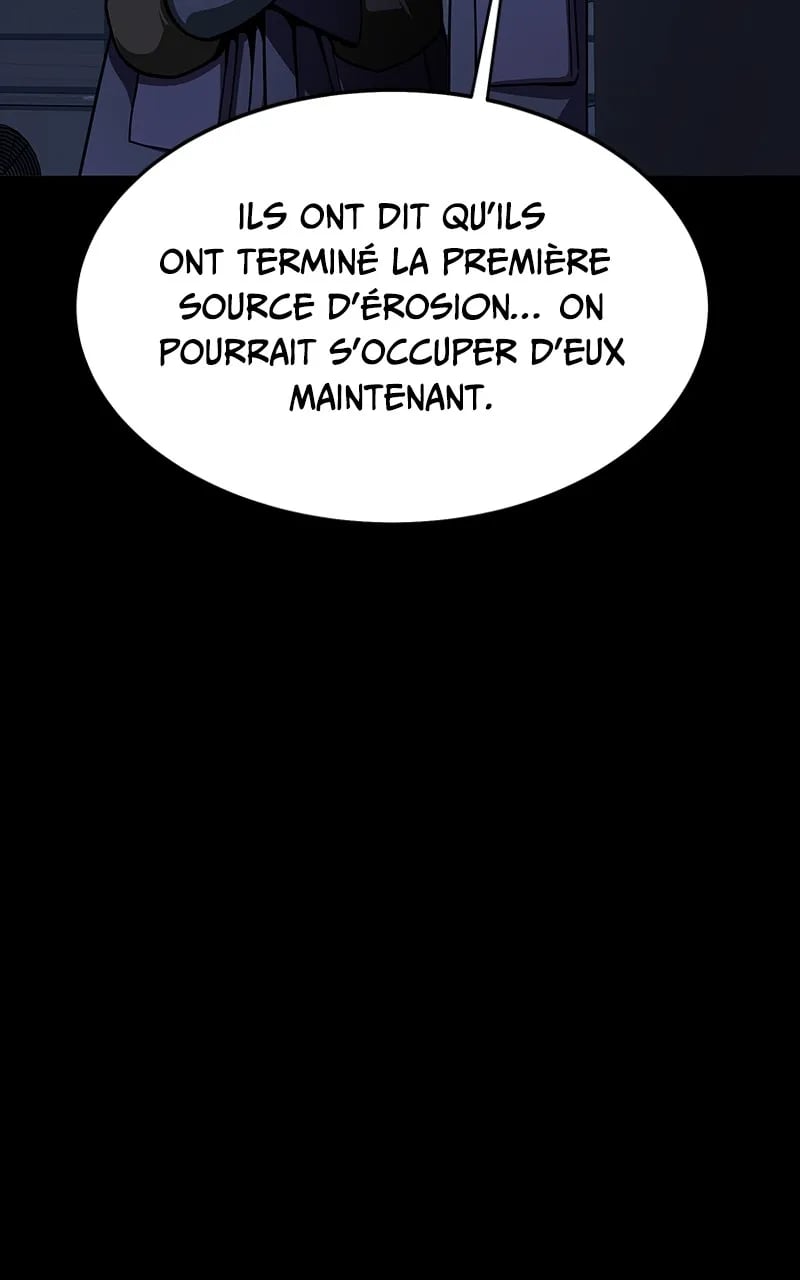 ILS ONT DIT QU'ILS
ONT TERMINÉ LA PREMIÈRE
SOURCE D'ÉROSION... ON
POURRAIT S'OCCUPER D'EUX
MAINTENANT.